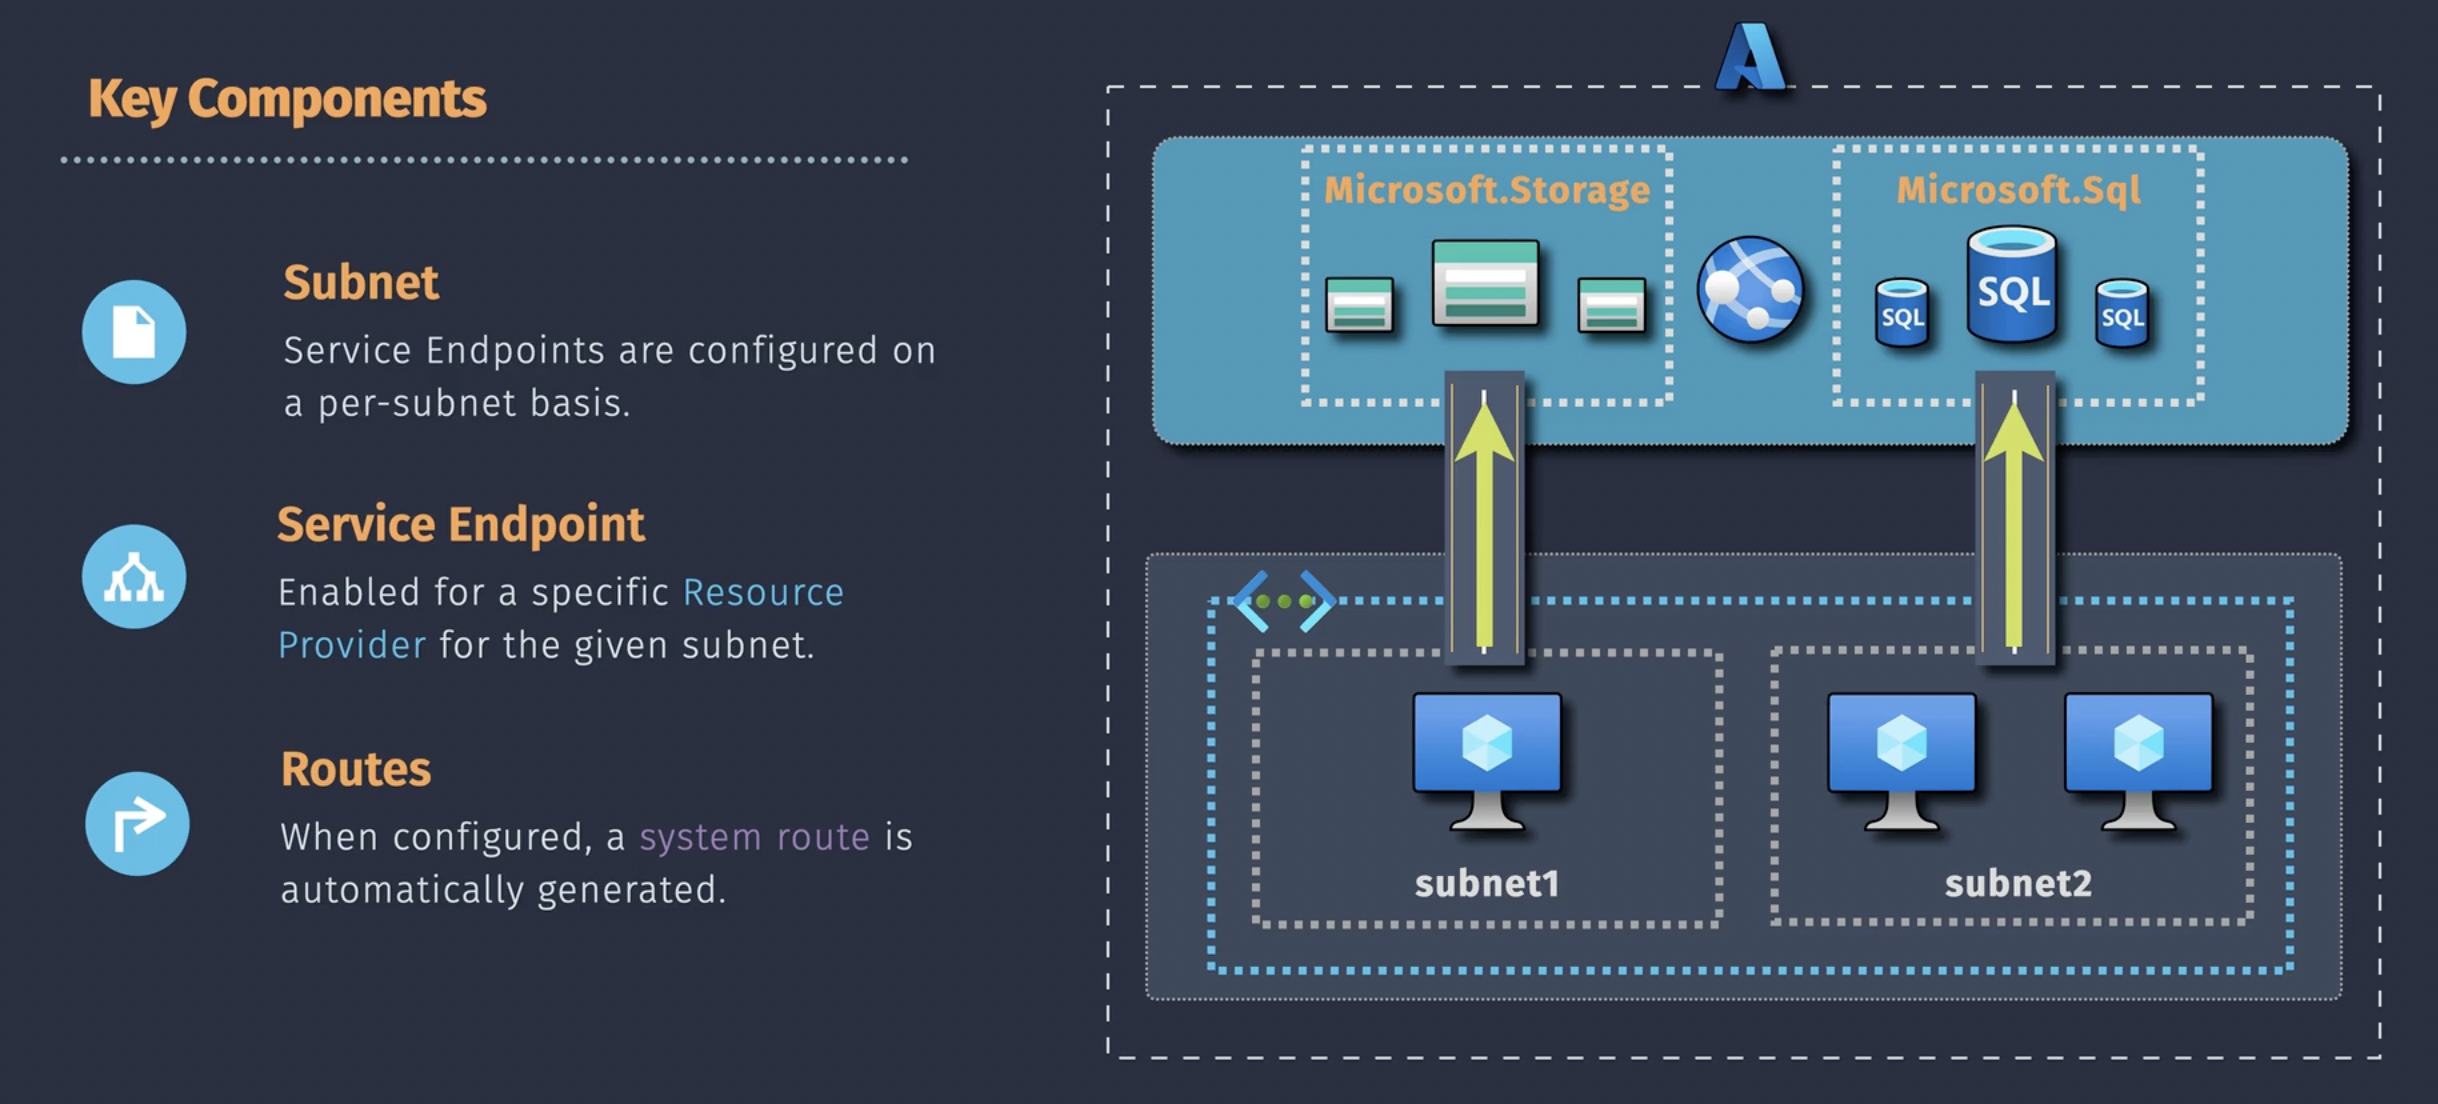 Key Components
Subnet
Service Endpoints are configured on
a per-subnet basis.
Service Endpoint
Enabled for a specific Resource
Provider for the given subnet.
Routes
When configured, a system route is
automatically generated.
Microsoft.Storage
Microsoft.Sql
SQL
SQL
SQL
subnet1
subnet2